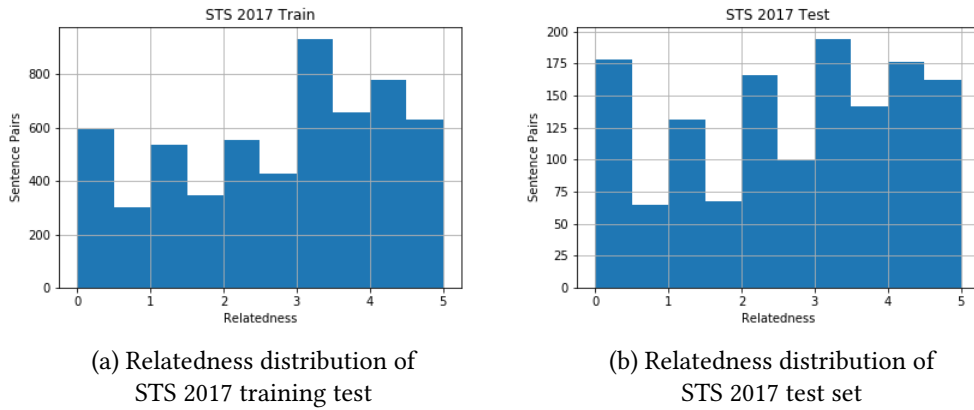 STS 2017 Train
Sentence Pairs
800
600
400
200
0
0 1 2 3 4 5
Relatedness
(a) Relatedness distribution of
STS 2017 training test
STS 2017 Test
Sentence Pairs
200
175
150
125
100
75
50
25
0
0 1 2 3 4 5
Relatedness
(b) Relatedness distribution of
STS 2017 test set